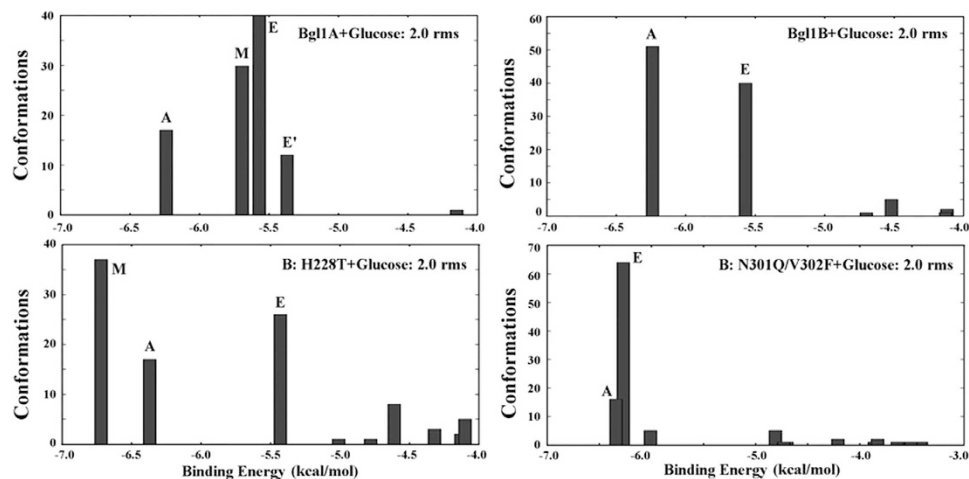 Bgl1A+Glucose: 2.0 rms
Conformations
40
30
20
10
0
A
M
E
E'
-7.0 -6.5 -6.0 -5.5 -5.0 -4.5 -4.0
Bgl1B+Glucose: 2.0 rms
Conformations
60
50
40
30
20
10
0
A
E
-7.0 -6.5 -6.0 -5.5 -5.0 -4.5 -4.0
B: H228T+Glucose: 2.0 rms
Conformations
40
30
20
10
0
M
A
E
-7.0 -6.5 -6.0 -5.5 -5.0 -4.5 -4.0
Binding Energy (kcal/mol)
B: N301Q/V302F+Glucose: 2.0 rms
Conformations
70
60
50
40
30
20
10
0
E
A
-7.0 -6.0 -5.0 -4.0 -3.0
Binding Energy (kcal/mol)